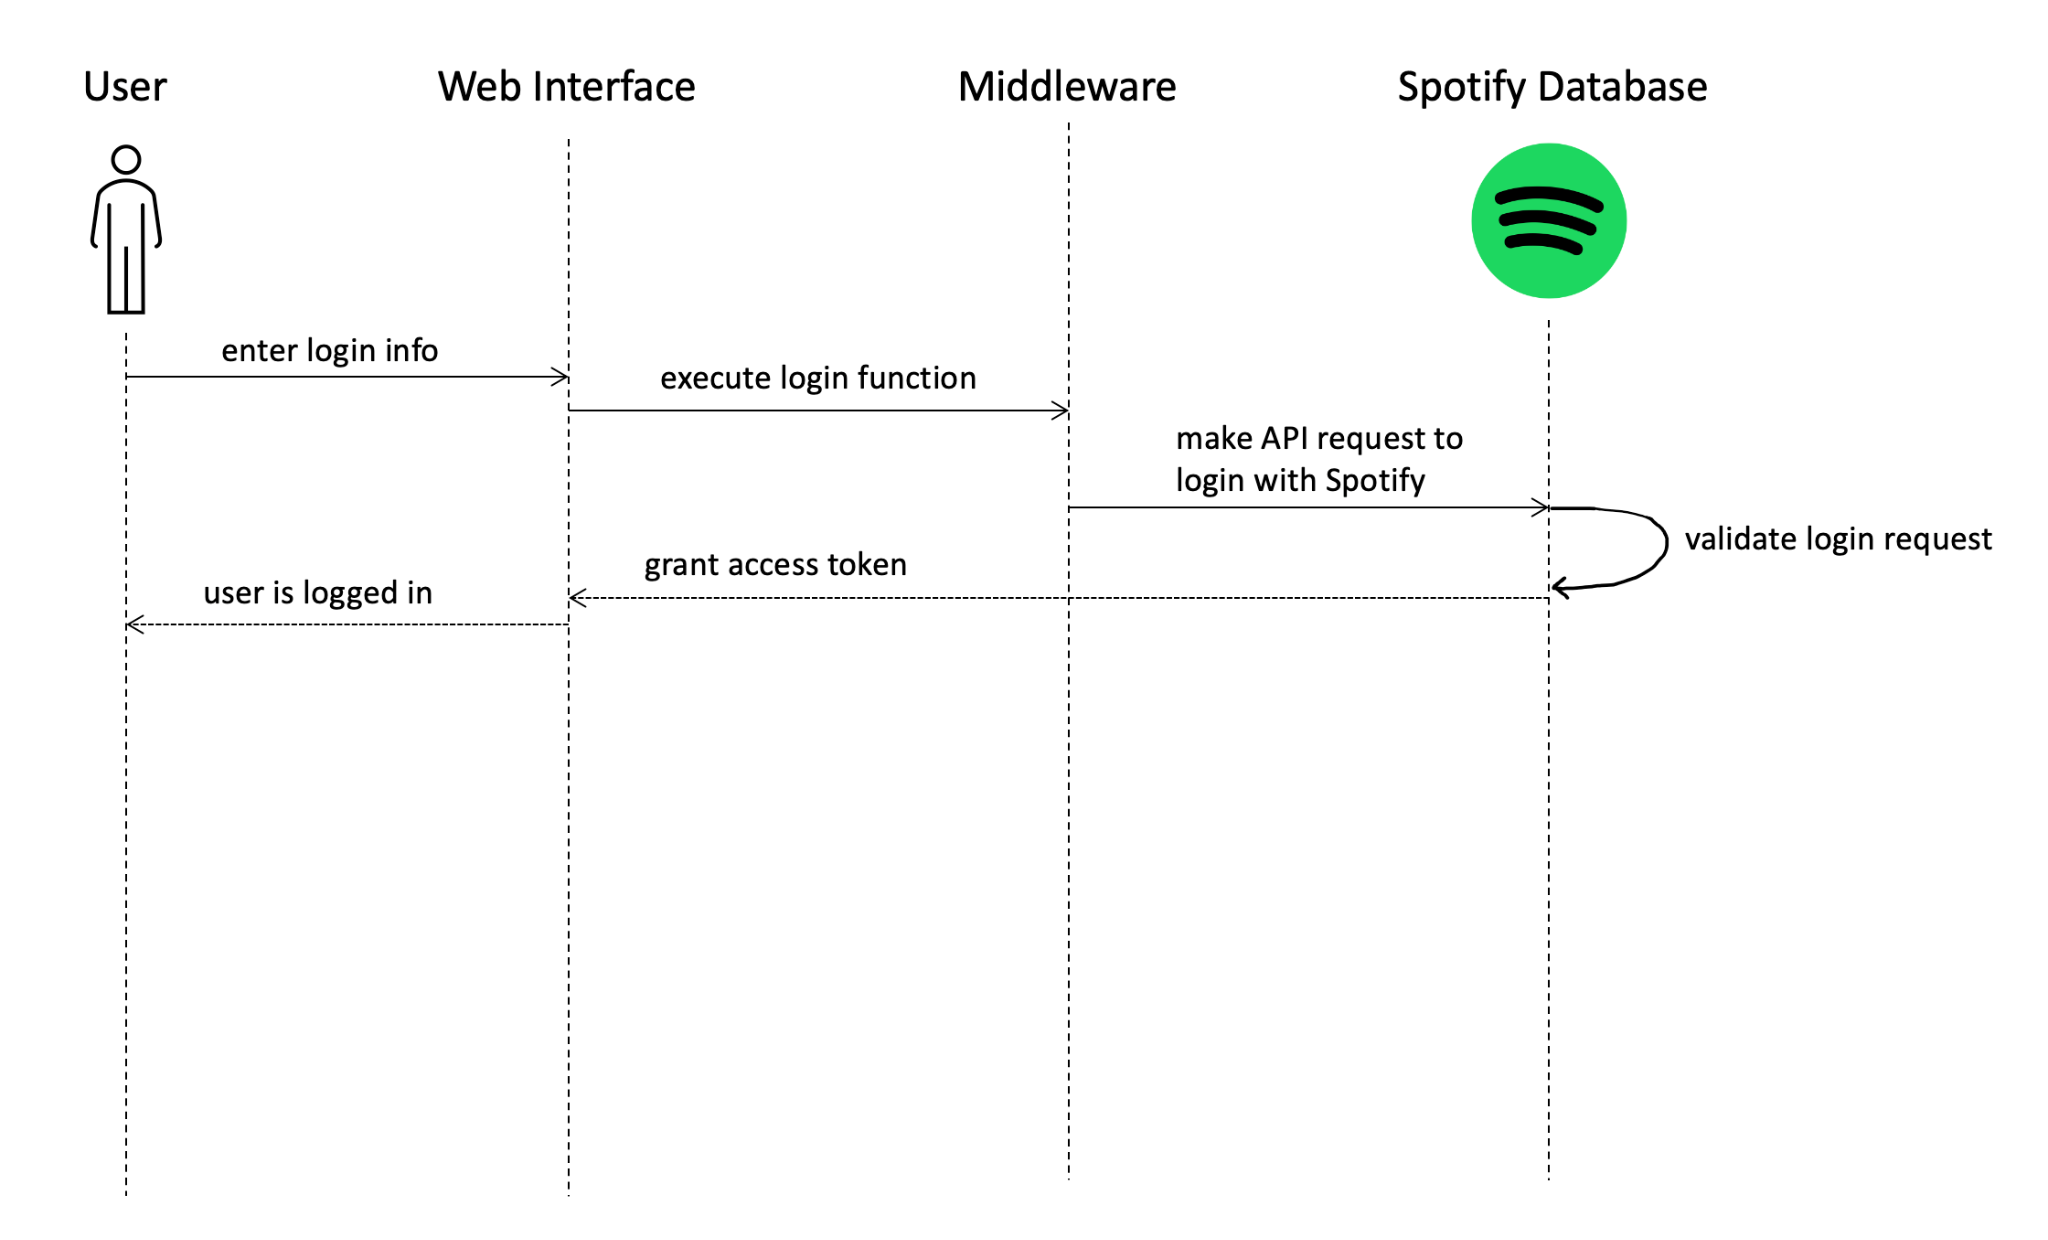 User
Web Interface
Middleware
Spotify Database
enter login info
execute login function
make API request to
login with Spotify
validate login request
grant access token
user is logged in